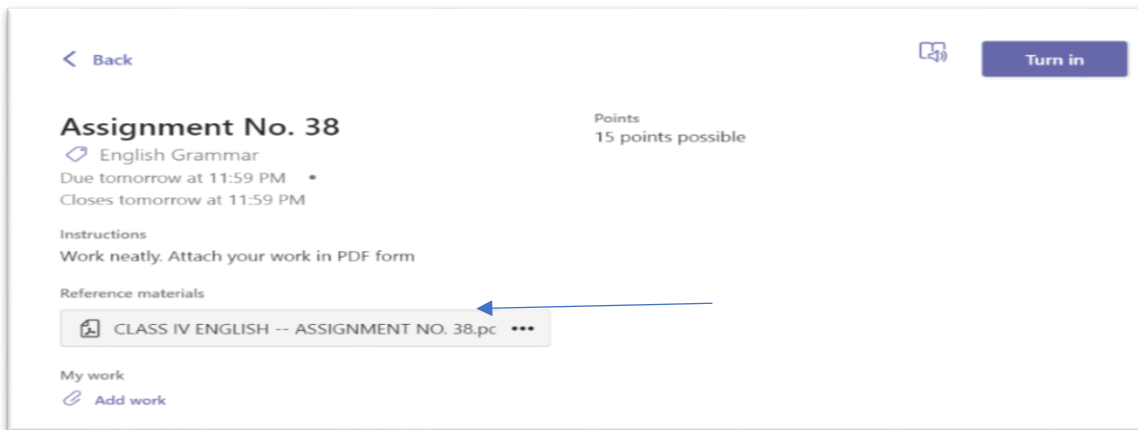 Back
Turn in
Assignment No. 38
Points
15 points possible
English Grammar
Due tomorrow at 11:59 PM •
Closes tomorrow at 11:59 PM
Instructions
Work neatly. Attach your work in PDF form
Reference materials
CLASS IV ENGLISH -- ASSIGNMENT NO. 38.pc •••
My work
Add work